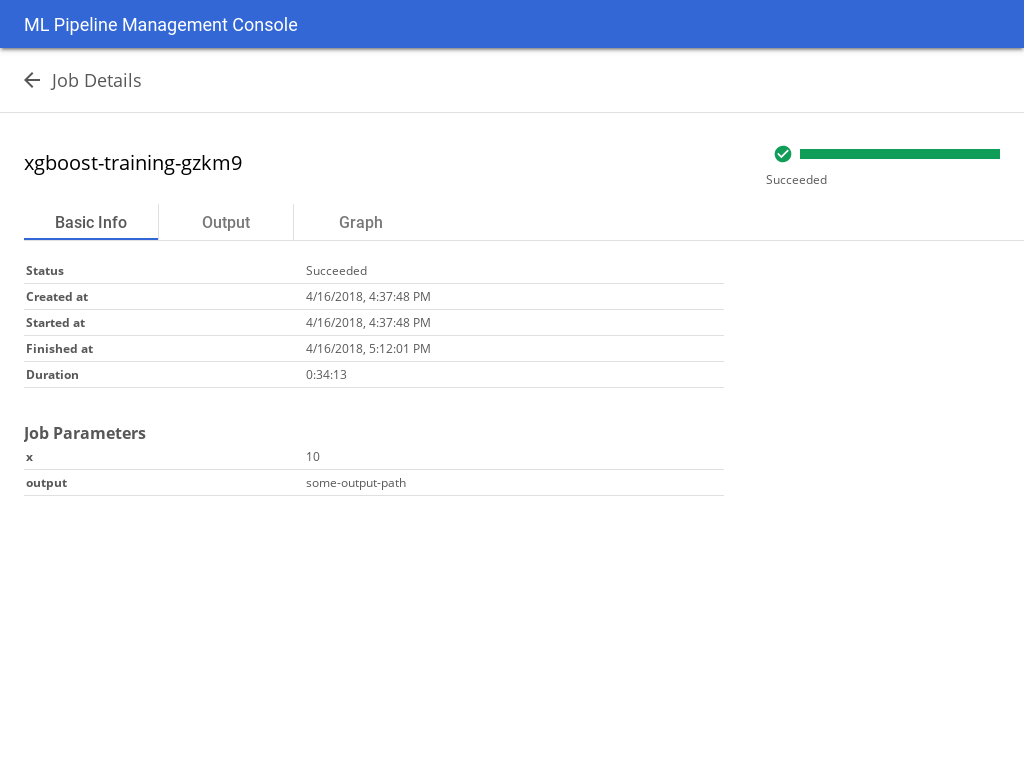 ML Pipeline Management Console
Job Details
xgboost-training-gzkm9
Succeeded
Basic Info Output Graph
Status Succeeded
Created at 4/16/2018, 4:37:48 PM
Started at 4/16/2018, 4:37:48 PM
Finished at 4/16/2018, 5:12:01 PM
Duration 0:34:13
Job Parameters
x 10
output some-output-path